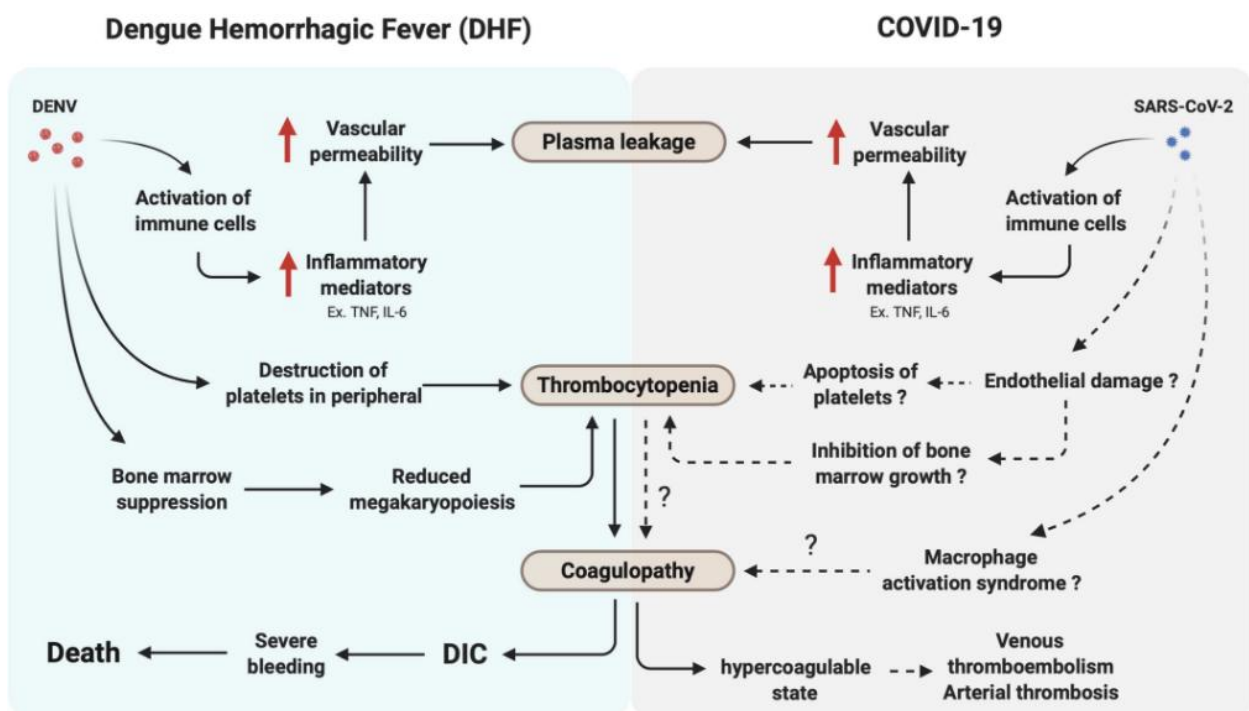 Dengue Hemorrhagic Fever (DHF)
COVID-19
DENV
SARS-CoV-2
Vascular
permeability
Plasma leakage
Vascular
permeability
Activation of
immune cells
Activation of
immune cells
Inflammatory
mediators
Ex. TNF, IL-6
Inflammatory
mediators
Ex. TNF, IL-6
Destruction of
platelets in peripheral
Thrombocytopenia
Apoptosis of
platelets ?
Endothelial damage ?
Bone marrow
suppression
Reduced
megakaryopoiesis
?
Inhibition of bone
marrow growth ?
Coagulopathy
?
Macrophage
activation syndrome ?
Death
Severe
bleeding
DIC
hypercoagulable
state
Venous
thromboembolism
Arterial thrombosis